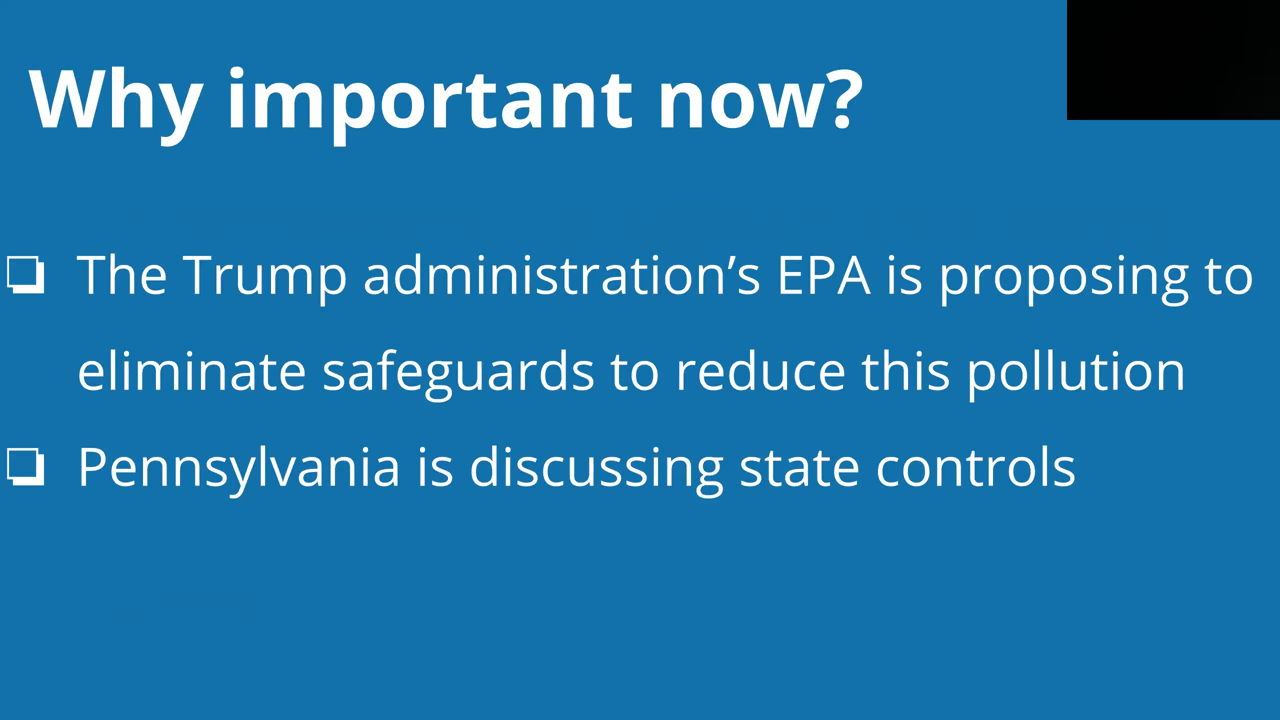 Why important now?
❏ The Trump administration’s EPA is proposing to
eliminate safeguards to reduce this pollution
❏ Pennsylvania is discussing state controls